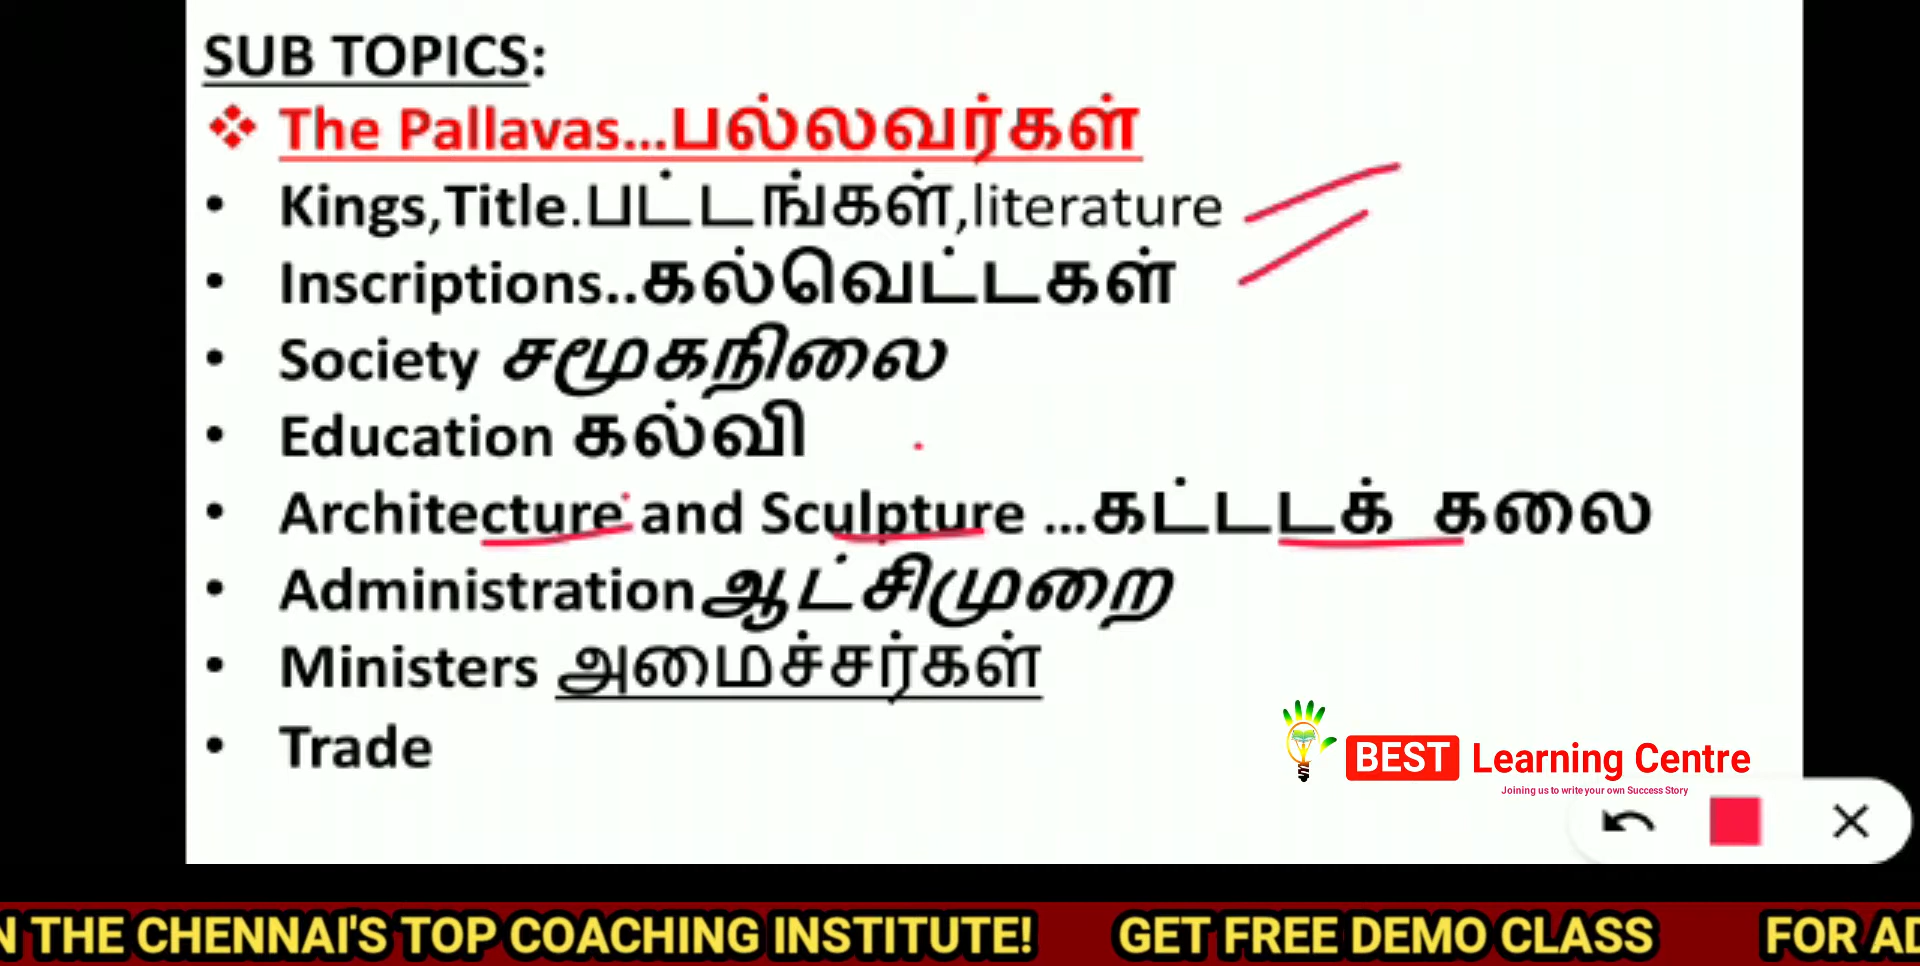 SUB TOPICS:
❖ The Pallavas...பல்லவர்கள்
• Kings,Title.பட்டங்கள்,literature
• Inscriptions..கல்வெட்டகள்
• Society சமூகநிலை
• Education கல்வி
• Architecture and Sculpture ...கட்டடக் கலை
• Administrationஆட்சிமுறை
• Ministers அமைச்சர்கள்
• Trade
BEST Learning Centre
Joining us to write your own Success Story
N THE CHENNAI'S TOP COACHING INSTITUTE! GET FREE DEMO CLASS FOR AD